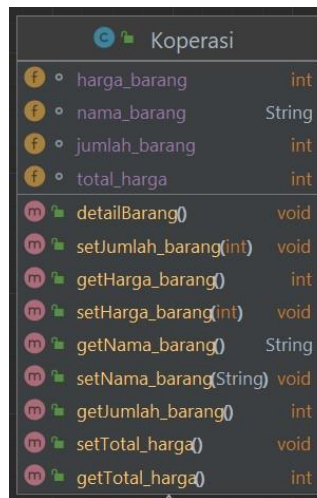 Koperasi
harga_barang int
nama_barang String
jumlah_barang int
total_harga int
detailBarang() void
setJumlah_barang(int) void
getHarga_barang() int
setHarga_barang(int) void
getNama_barang() String
setNama_barang(String) void
getJumlah_barang() int
setTotal_harga() void
getTotal_harga() int